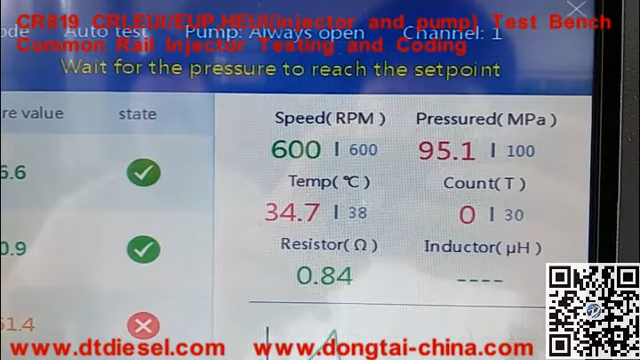 CR819 CRI,EUI/EUP,HEUI(injector and pump) Test Bench
Common Rail Injector Testing and Coding
ode Auto test Pump: Always open Channel: 1
Wait for the pressure to reach the setpoint
re value state
Speed(RPM) Pressured(MPa)
600 | 600 95.1 | 100
6.6
Temp(℃) Count(T)
34.7 | 38 0 | 30
Resistor(Ω) Inductor(μH)
0.9
0.84 ----
61.4
www.dtdiesel.com www.dongtai-china.com